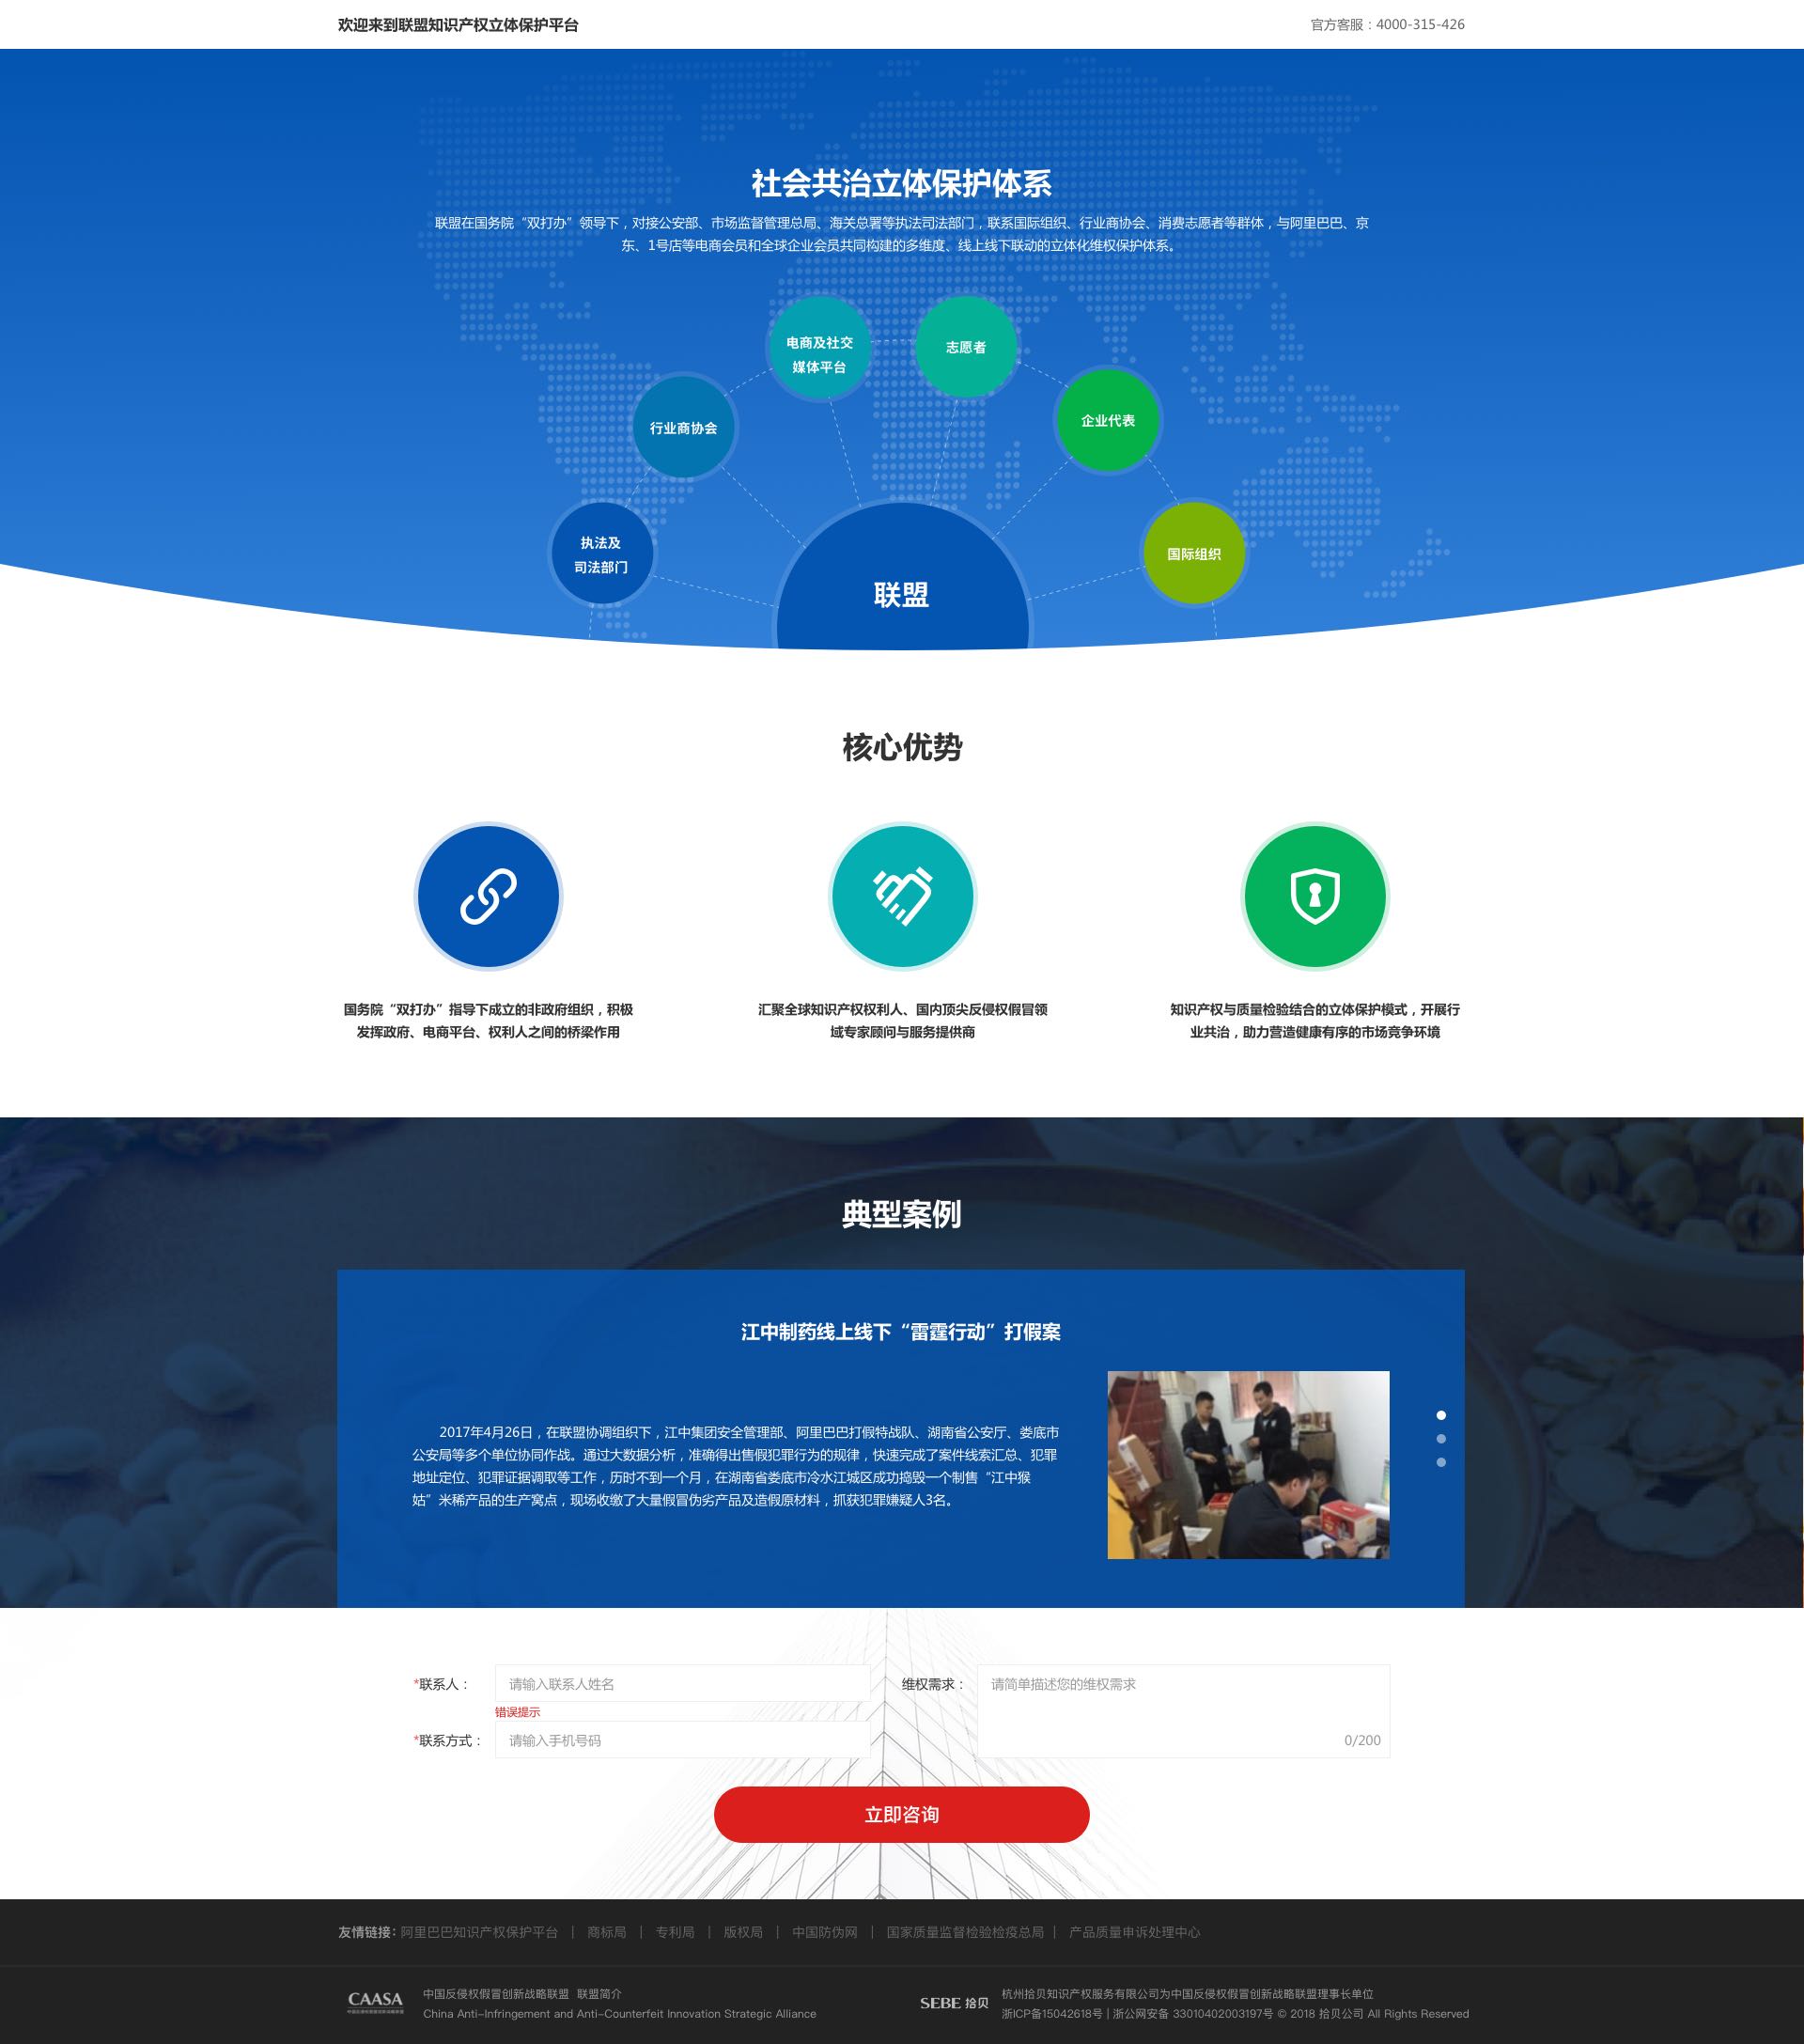 欢迎来到联盟知识产权立体保护平台
官方客服：4000-315-426
社会共治立体保护体系
联盟在国务院“双打办”领导下，对接公安部、市场监督管理总局、海关总署等执法司法部门，联系国际组织、行业商协会、消费志愿者等群体，与阿里巴巴、京
东、1号店等电商会员和全球企业会员共同构建的多维度、线上线下联动的立体化维权保护体系。
电商及社交
媒体平台
志愿者
行业商协会
企业代表
执法及
司法部门
国际组织
联盟
核心优势
国务院“双打办”指导下成立的非政府组织，积极
发挥政府、电商平台、权利人之间的桥梁作用
汇聚全球知识产权权利人、国内顶尖反侵权假冒领
域专家顾问与服务提供商
知识产权与质量检验结合的立体保护模式，开展行
业共治，助力营造健康有序的市场竞争环境
典型案例
江中制药线上线下“雷霆行动”打假案
2017年4月26日，在联盟协调组织下，江中集团安全管理部、阿里巴巴打假特战队、湖南省公安厅、娄底市
公安局等多个单位协同作战。通过大数据分析，准确得出售假犯罪行为的规律，快速完成了案件线索汇总、犯罪
地址定位、犯罪证据调取等工作，历时不到一个月，在湖南省娄底市冷水江城区成功捣毁一个制售“江中猴
姑”米稀产品的生产窝点，现场收缴了大量假冒伪劣产品及造假原材料，抓获犯罪嫌疑人3名。
*联系人：
请输入联系人姓名
错误提示
*联系方式：
请输入手机号码
维权需求：
请简单描述您的维权需求
0/200
立即咨询
友情链接：阿里巴巴知识产权保护平台 | 商标局 | 专利局 | 版权局 | 中国防伪网 | 国家质量监督检验检疫总局 | 产品质量申诉处理中心
CAASA
中国反侵权假冒创新战略联盟 联盟简介
China Anti-Infringement and Anti-Counterfeit Innovation Strategic Alliance
SEBE 拾贝
杭州拾贝知识产权服务有限公司为中国反侵权假冒创新战略联盟理事长单位
浙ICP备15042618号 | 浙公网安备 33010402003197号 © 2018 拾贝公司 All Rights Reserved